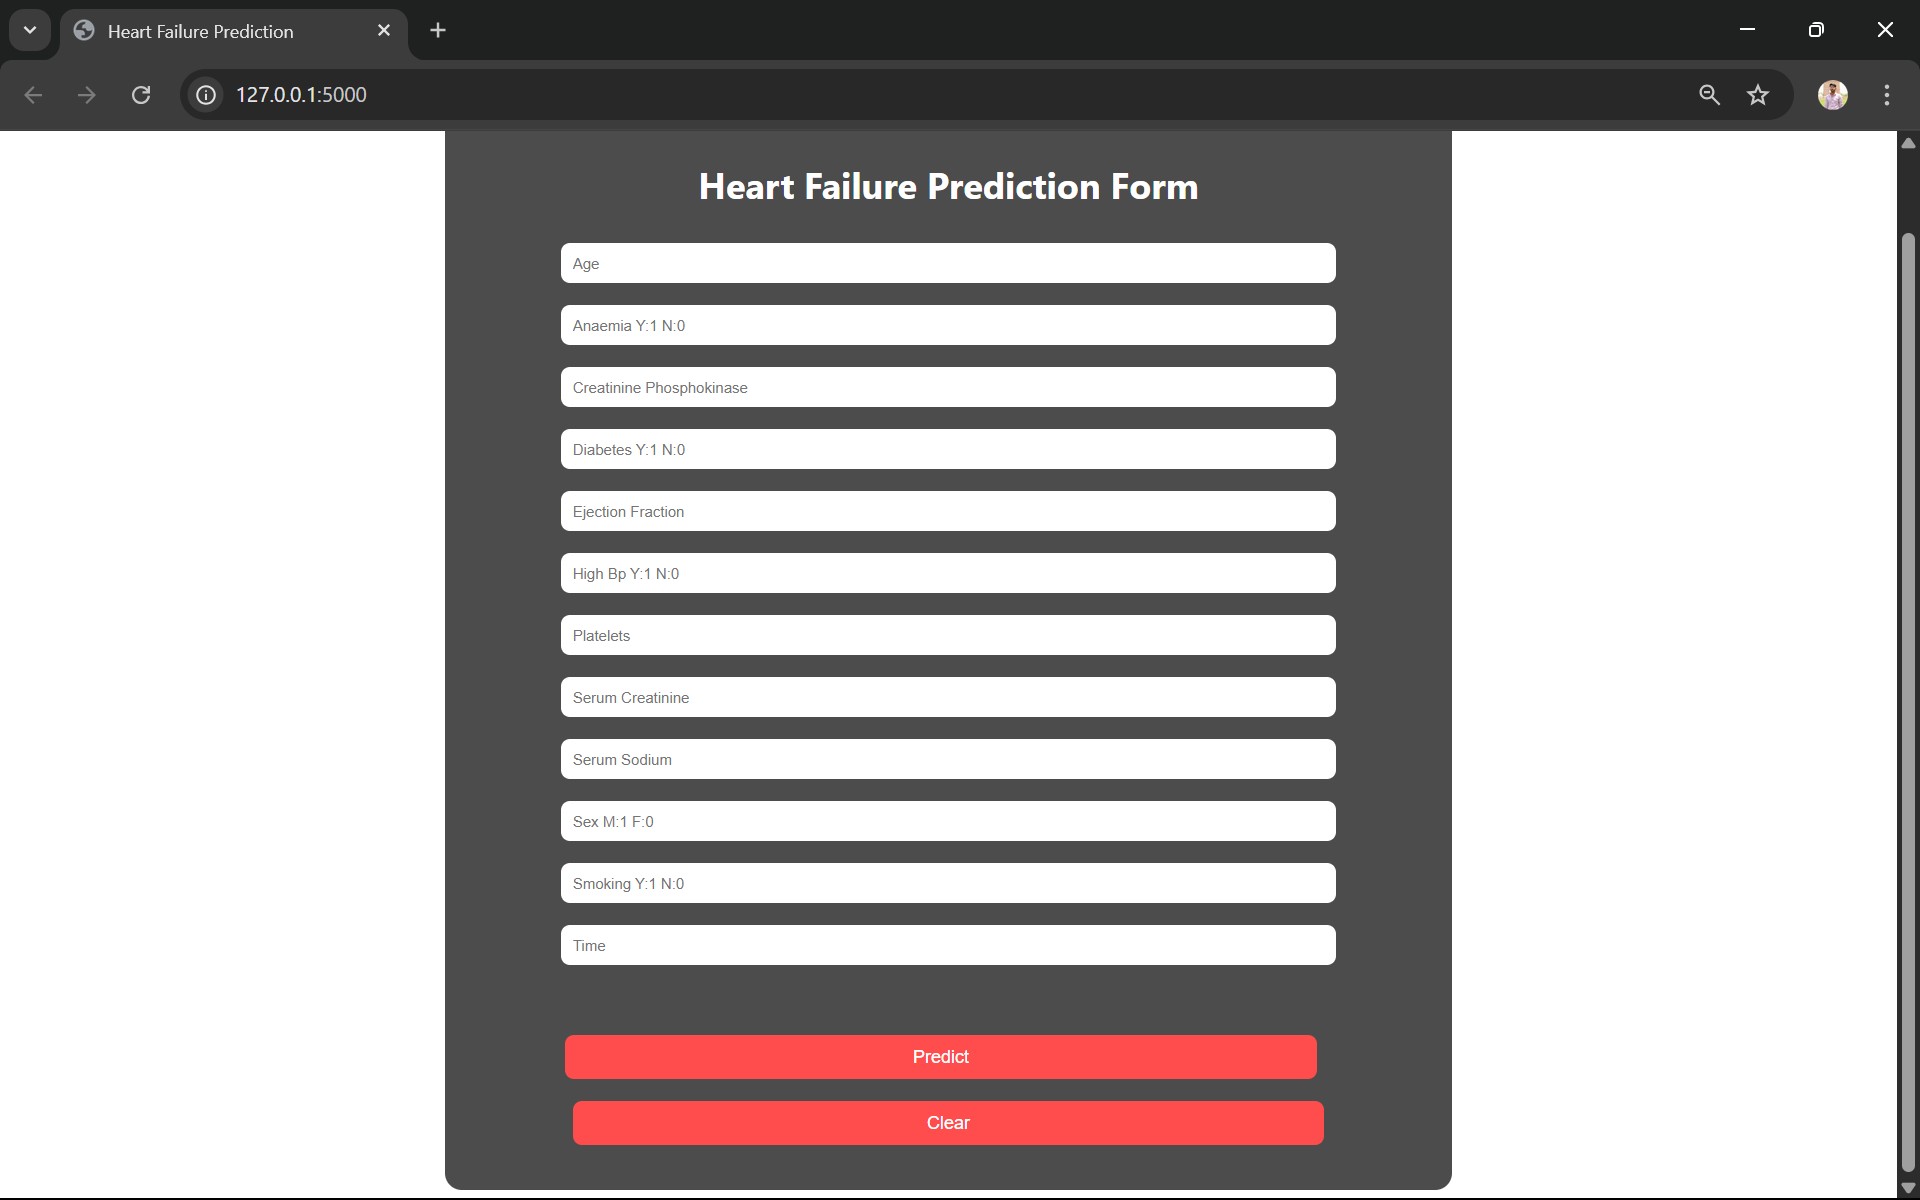 Heart Failure Prediction
127.0.0.1:5000
Heart Failure Prediction Form
Age
Anaemia Y:1 N:0
Creatinine Phosphokinase
Diabetes Y:1 N:0
Ejection Fraction
High Bp Y:1 N:0
Platelets
Serum Creatinine
Serum Sodium
Sex M:1 F:0
Smoking Y:1 N:0
Time
Predict
Clear